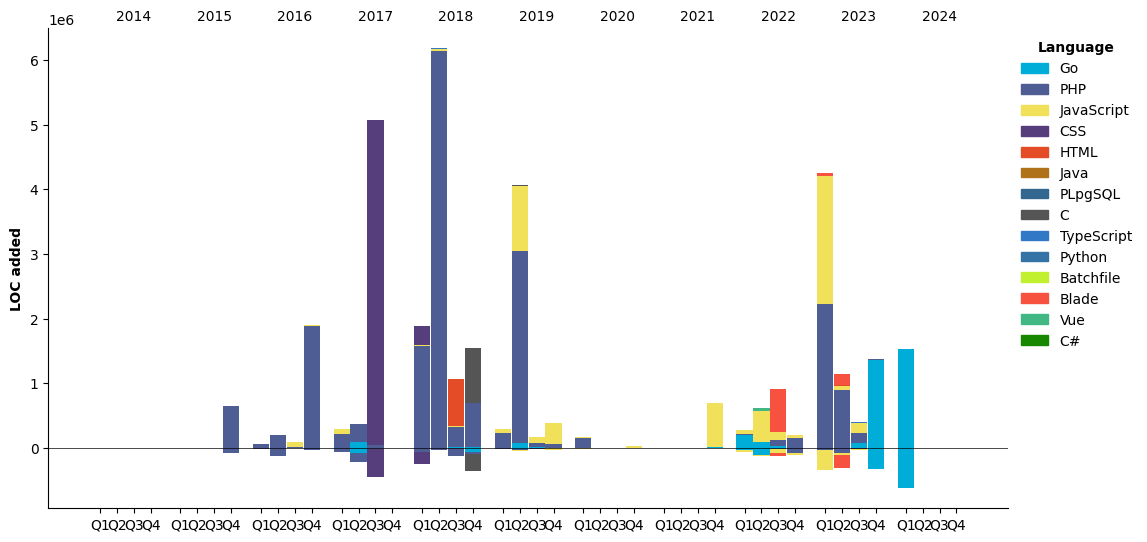 1e6
2014 2015 2016 2017 2018 2019 2020 2021 2022 2023 2024
LOC added
6
5
4
3
2
1
0
Q1Q2Q3Q4 Q1Q2Q3Q4 Q1Q2Q3Q4 Q1Q2Q3Q4 Q1Q2Q3Q4 Q1Q2Q3Q4 Q1Q2Q3Q4 Q1Q2Q3Q4 Q1Q2Q3Q4 Q1Q2Q3Q4 Q1Q2Q3Q4
Language
Go
PHP
JavaScript
CSS
HTML
Java
PLpgSQL
C
TypeScript
Python
Batchfile
Blade
Vue
C#